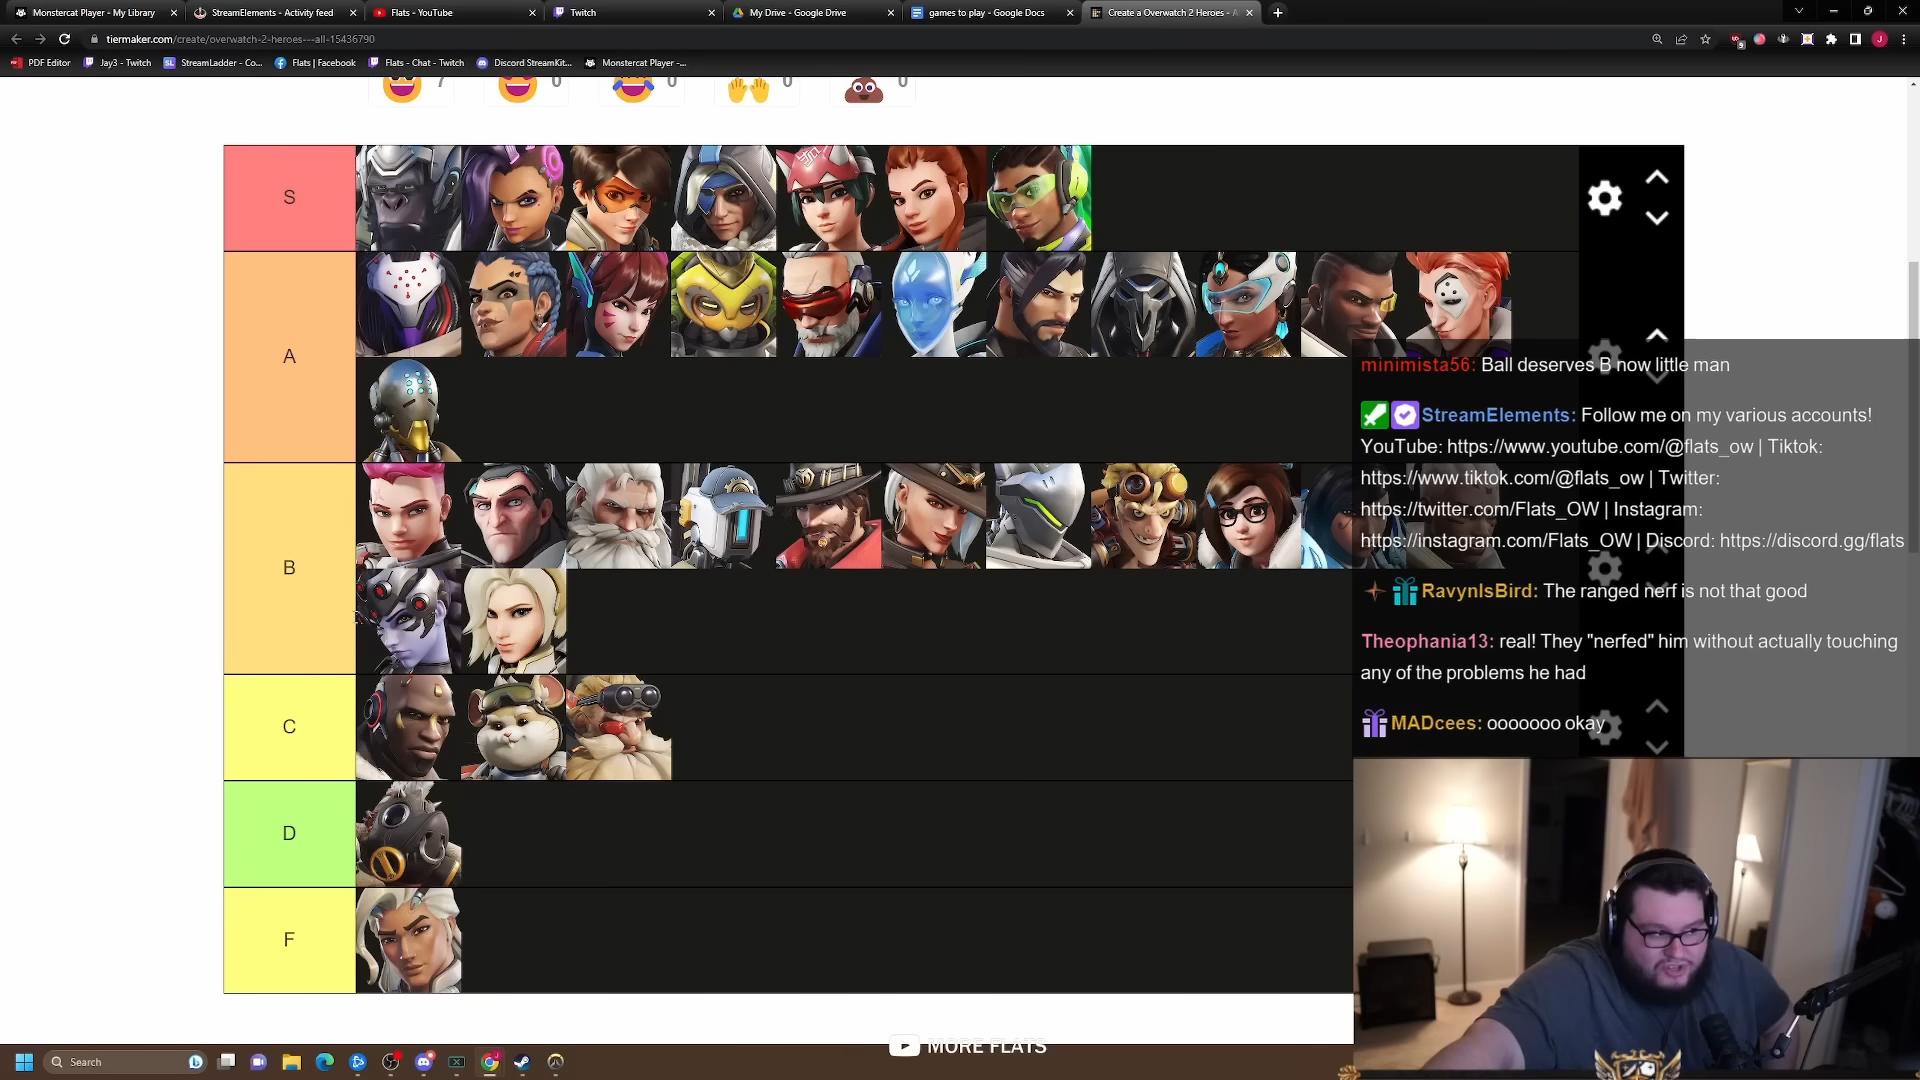 Monstercat Player - My Library
StreamElements - Activity feed
Flats - YouTube
Twitch
My Drive - Google Drive
games to play - Google Docs
Create a Overwatch 2 Heroes - A
tiermaker.com/create/overwatch-2-heroes---all-15436790
9
J
PDF Editor
Jay3 - Twitch
StreamLadder - Co...
Flats | Facebook
Flats - Chat - Twitch
Discord StreamKit...
Monstercat Player -...
7
0
0
0
0
S
A
B
C
D
F
minimista56: Ball deserves B now little man
StreamElements: Follow me on my various accounts!
YouTube: https://www.youtube.com/@flats_ow | Tiktok:
https://www.tiktok.com/@flats_ow | Twitter:
https://twitter.com/Flats_OW | Instagram:
https://instagram.com/Flats_OW | Discord: https://discord.gg/flats
RavynIsBird: The ranged nerf is not that good
Theophania13: real! They "nerfed" him without actually touching
any of the problems he had
MADcees: ooooooo okay
MORE FLATS
Search